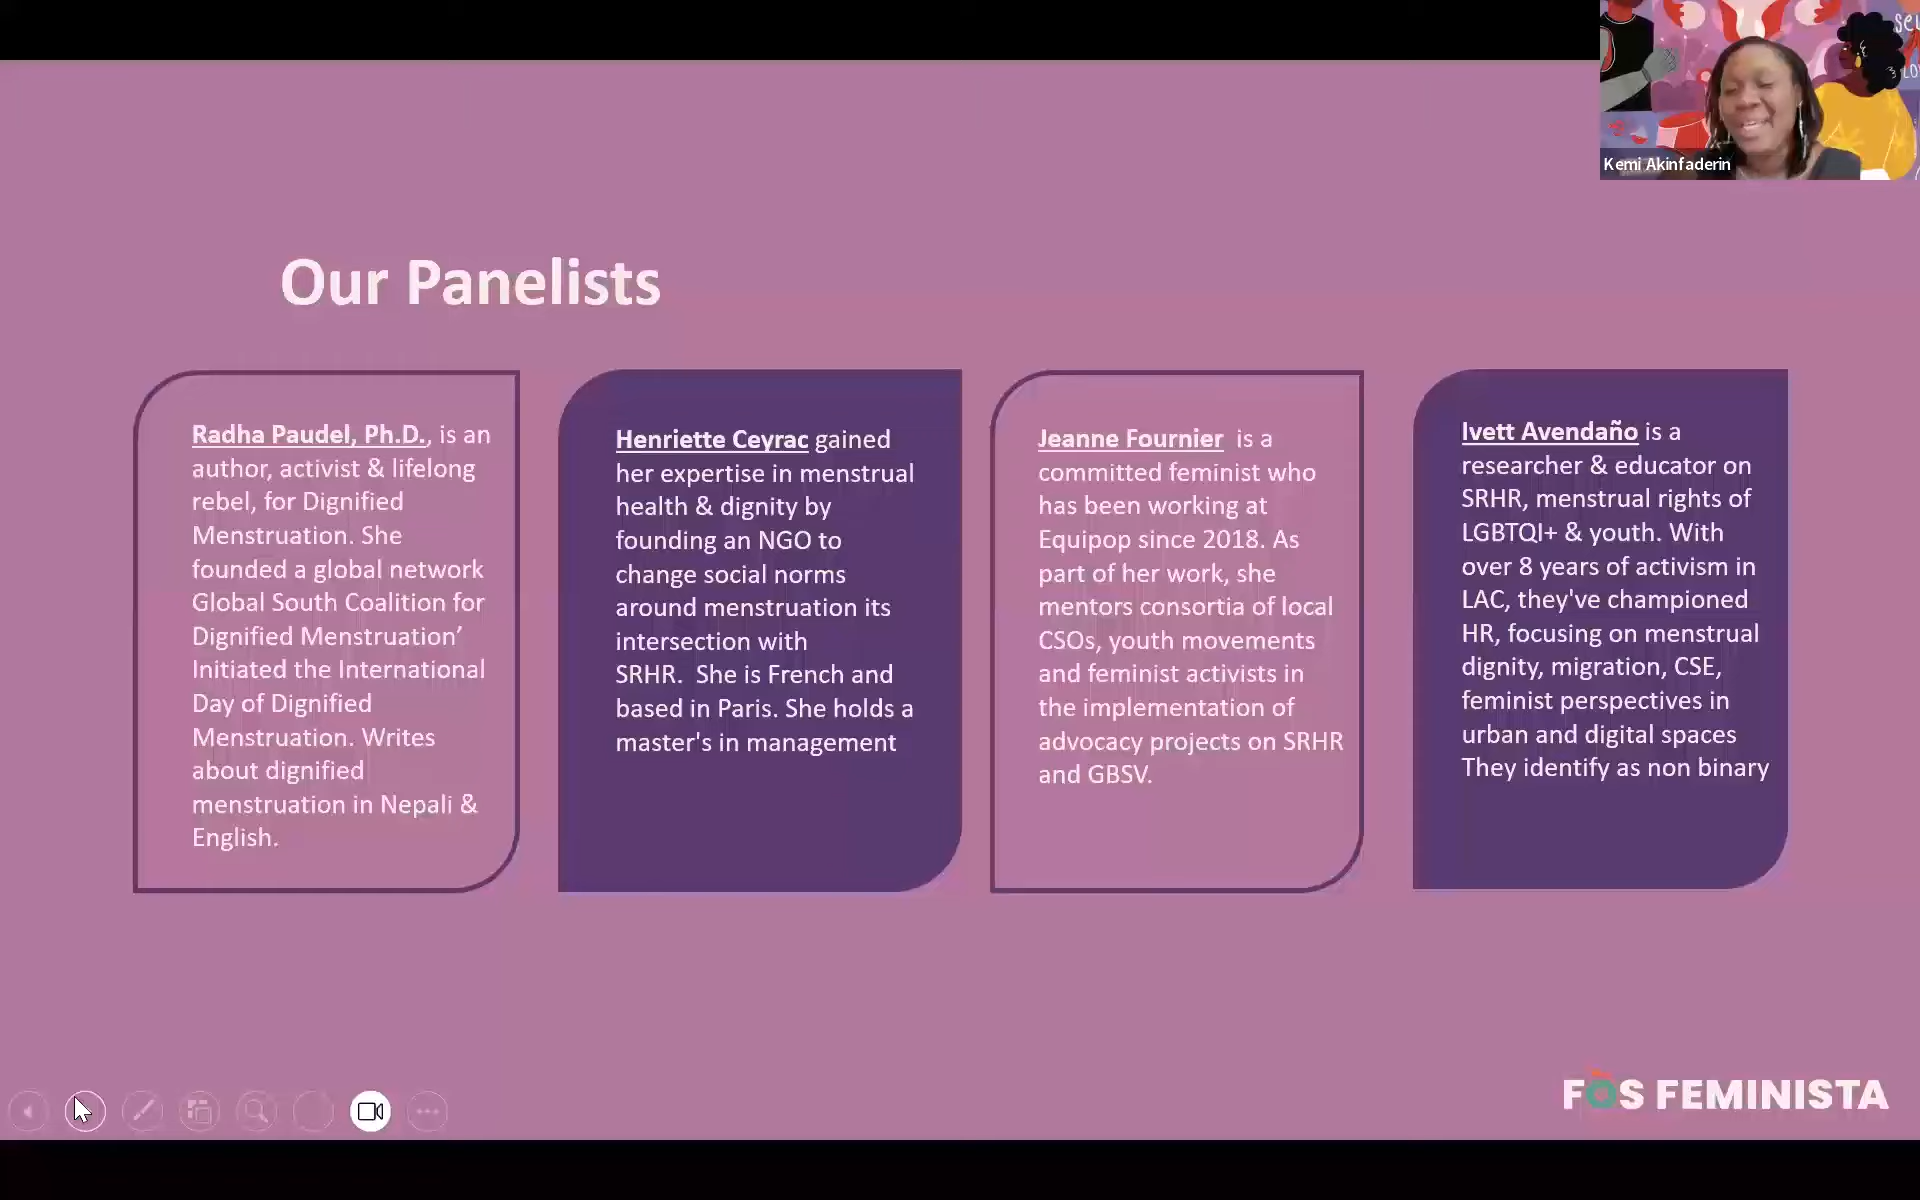 Kemi Akinfaderin
Our Panelists
Radha Paudel, Ph.D., is an
author, activist & lifelong
rebel, for Dignified
Menstruation. She
founded a global network
Global South Coalition for
Dignified Menstruation’
Initiated the International
Day of Dignified
Menstruation. Writes
about dignified
menstruation in Nepali &
English.
Henriette Ceyrac gained
her expertise in menstrual
health & dignity by
founding an NGO to
change social norms
around menstruation its
intersection with
SRHR. She is French and
based in Paris. She holds a
master's in management
Jeanne Fournier is a
committed feminist who
has been working at
Equipop since 2018. As
part of her work, she
mentors consortia of local
CSOs, youth movements
and feminist activists in
the implementation of
advocacy projects on SRHR
and GBSV.
Ivett Avendaño is a
researcher & educator on
SRHR, menstrual rights of
LGBTQI+ & youth. With
over 8 years of activism in
LAC, they've championed
HR, focusing on menstrual
dignity, migration, CSE,
feminist perspectives in
urban and digital spaces
They identify as non binary
FOS FEMINISTA